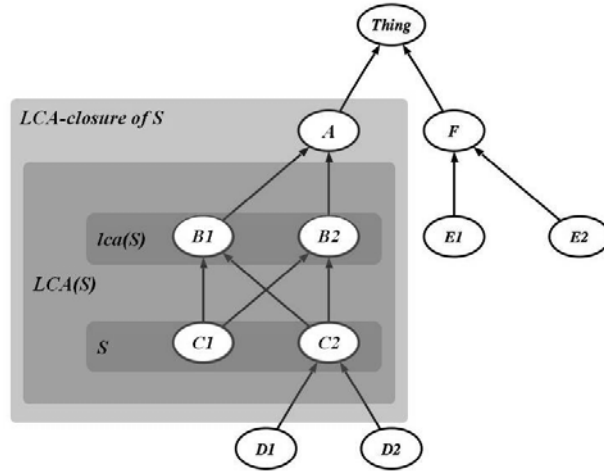 Thing
LCA-closure of S
A
F
lca(S)
B1
B2
E1
E2
LCA(S)
S
C1
C2
D1
D2